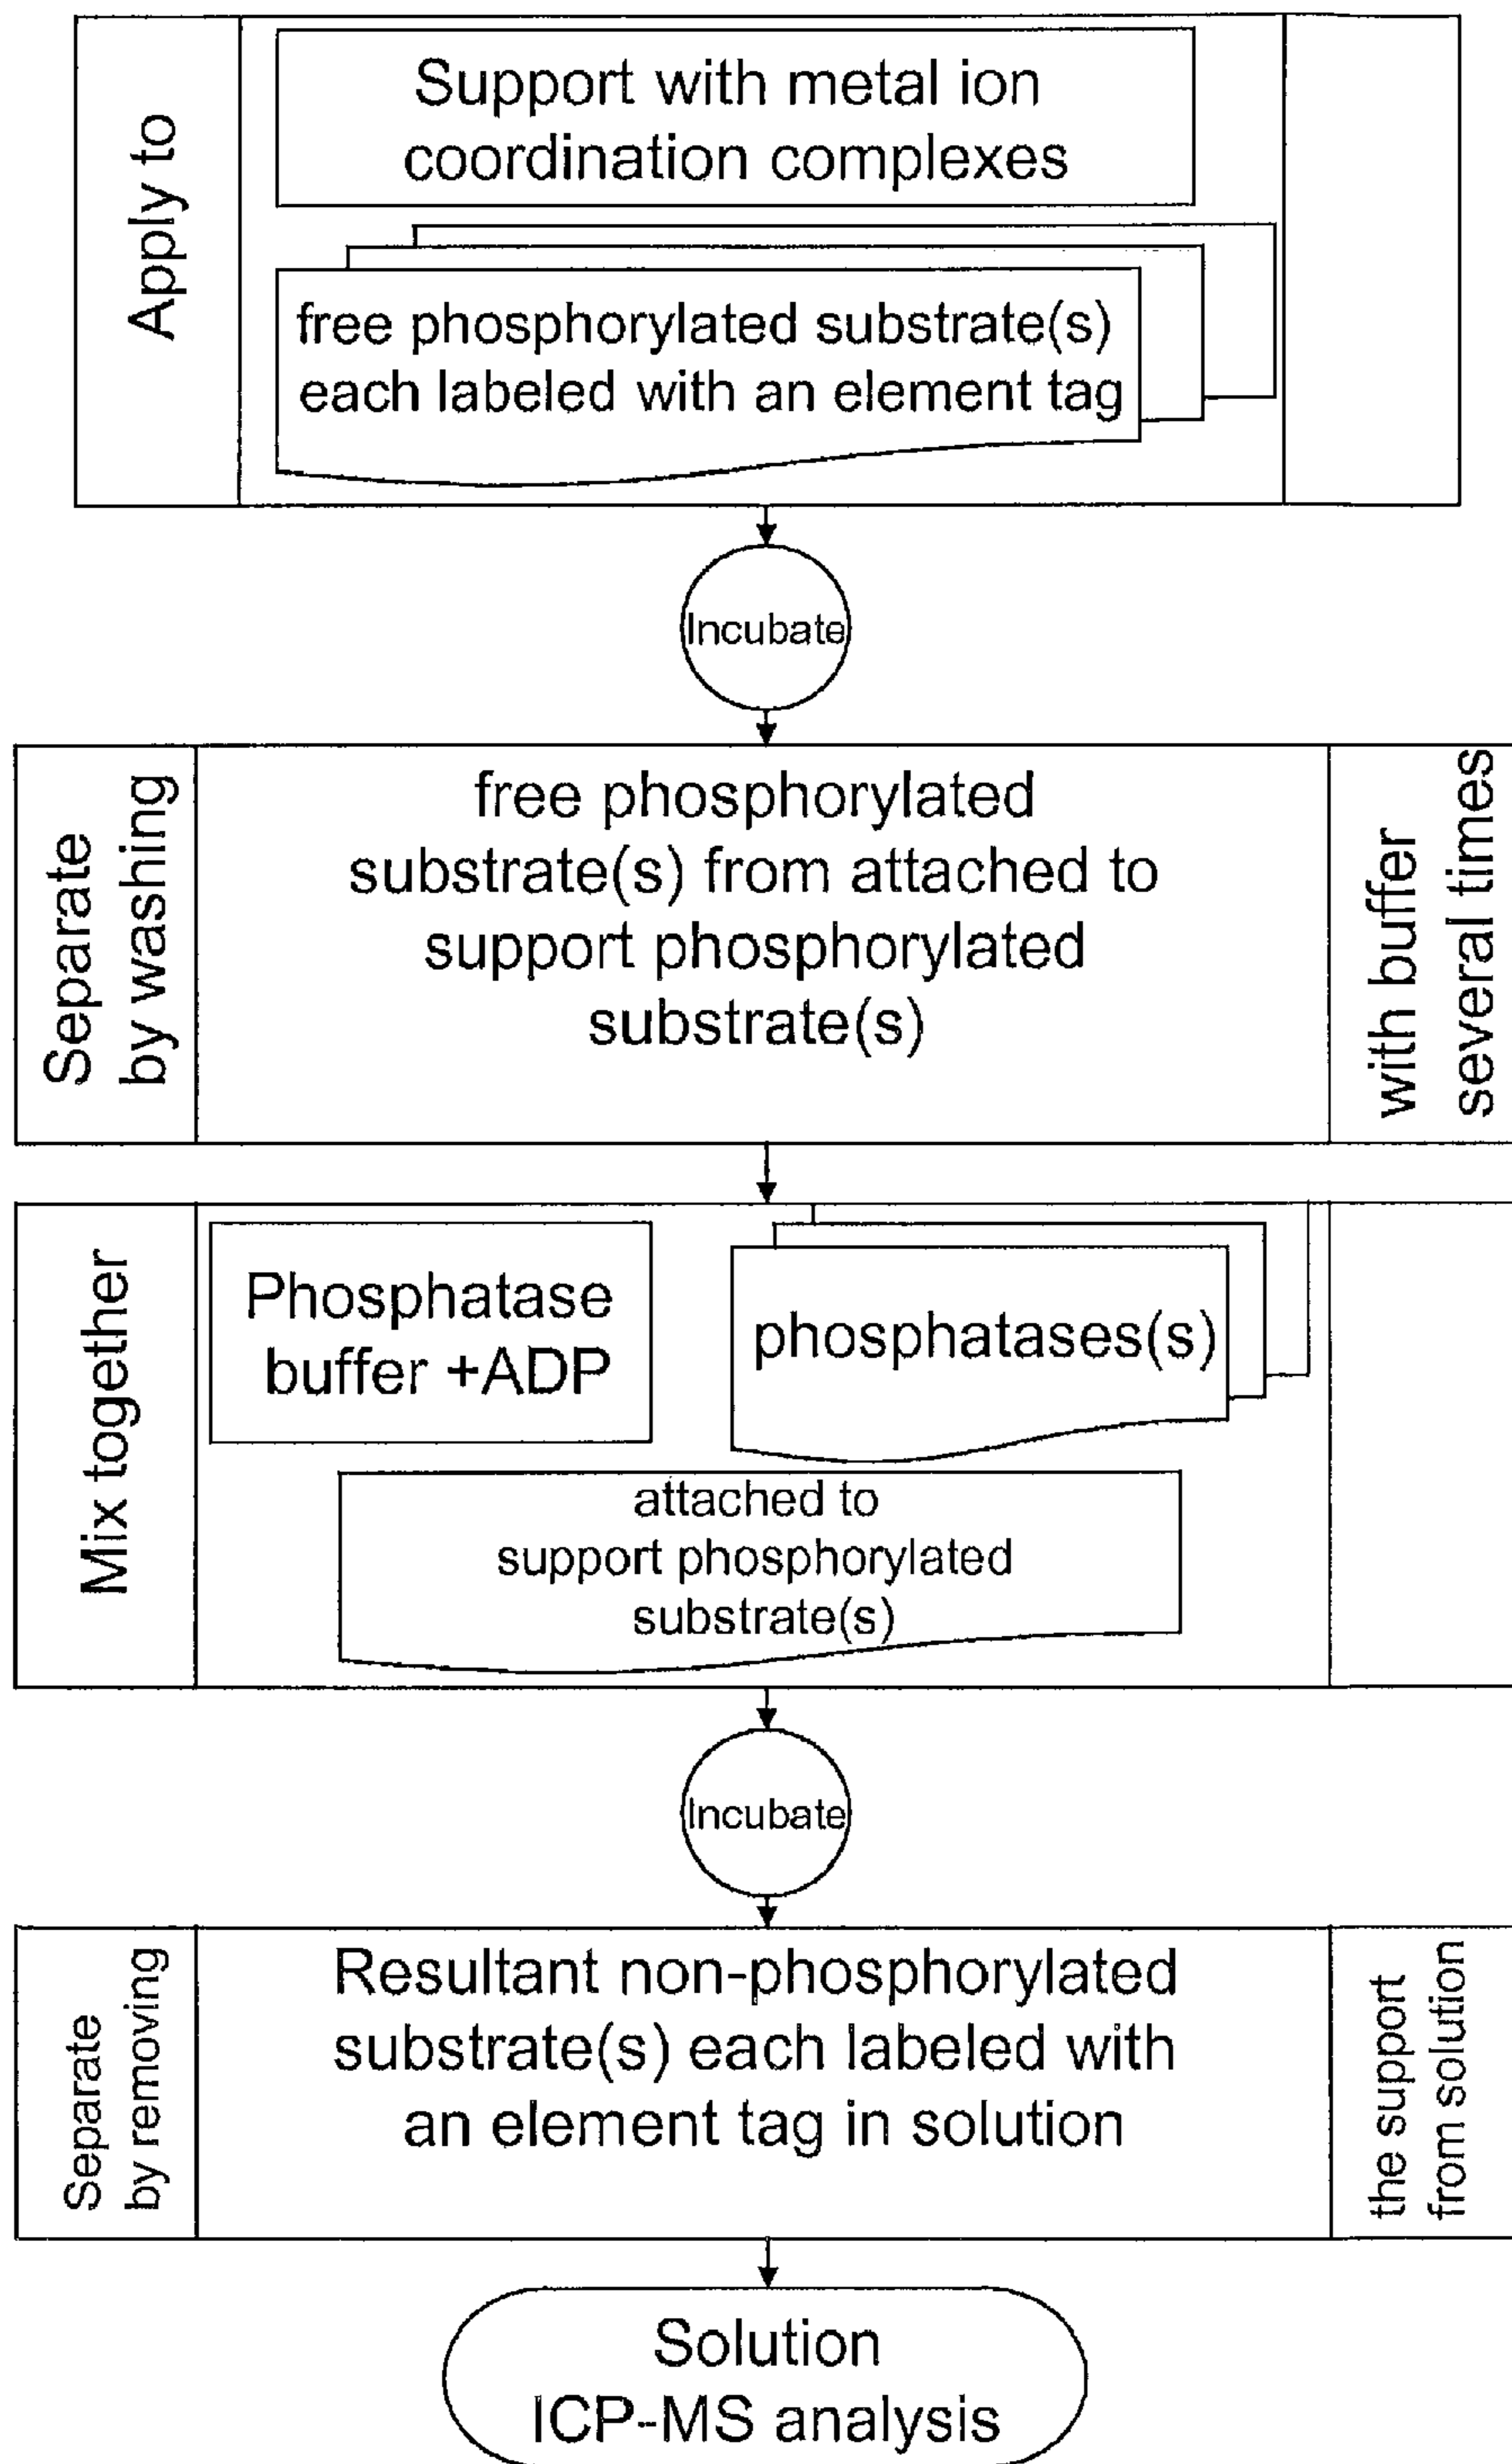 Apply to
Support with metal ion
coordination complexes
free phosphorylated substrate(s)
each labeled with an element tag
Incubate
Separate
by washing
free phosphorylated
substrate(s) from attached to
support phosphorylated
substrate(s)
with buffer
several times
Mix together
Phosphatase
buffer +ADP
phosphatases(s)
attached to
support phosphorylated
substrate(s)
Incubate
Separate
by removing
Resultant non-phosphorylated
substrate(s) each labeled with
an element tag in solution
the support
from solution
Solution
ICP-MS analysis